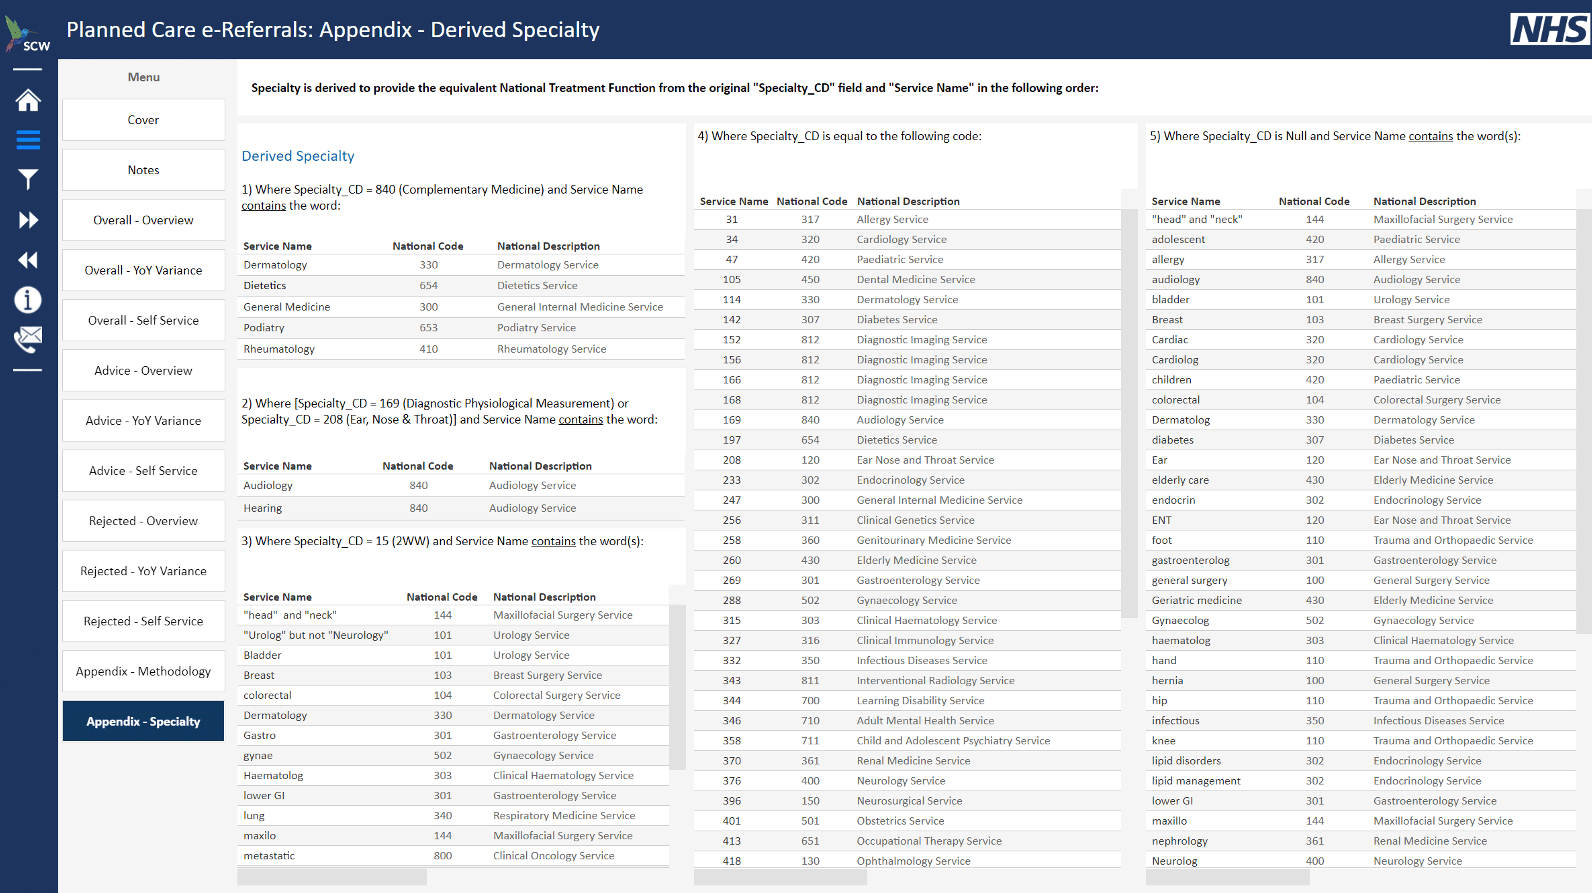 SCW
Planned Care e-Referrals: Appendix - Derived Specialty
NHS
Menu
Cover
Notes
Overall - Overview
Overall - YoY Variance
Overall - Self Service
Advice - Overview
Advice - YoY Variance
Advice - Self Service
Rejected - Overview
Rejected - YoY Variance
Rejected - Self Service
Appendix - Methodology
Appendix - Specialty
Specialty is derived to provide the equivalent National Treatment Function from the original "Specialty_CD" field and "Service Name" in the following order:
Derived Specialty
1) Where Specialty_CD = 840 (Complementary Medicine) and Service Name
contains the word:
Service Name National Code National Description
Dermatology 330 Dermatology Service
Dietetics 654 Dietetics Service
General Medicine 300 General Internal Medicine Service
Podiatry 653 Podiatry Service
Rheumatology 410 Rheumatology Service
2) Where [Specialty_CD = 169 (Diagnostic Physiological Measurement) or
Specialty_CD = 208 (Ear, Nose & Throat)] and Service Name contains the word:
Service Name National Code National Description
Audiology 840 Audiology Service
Hearing 840 Audiology Service
3) Where Specialty_CD = 15 (2WW) and Service Name contains the word(s):
Service Name National Code National Description
"head" and "neck" 144 Maxillofacial Surgery Service
"Urolog" but not "Neurology" 101 Urology Service
Bladder 101 Urology Service
Breast 103 Breast Surgery Service
colorectal 104 Colorectal Surgery Service
Dermatology 330 Dermatology Service
Gastro 301 Gastroenterology Service
gynae 502 Gynaecology Service
Haematolog 303 Clinical Haematology Service
lower GI 301 Gastroenterology Service
lung 340 Respiratory Medicine Service
maxilo 144 Maxillofacial Surgery Service
metastatic 800 Clinical Oncology Service
4) Where Specialty_CD is equal to the following code:
Service Name National Code National Description
31 317 Allergy Service
34 320 Cardiology Service
47 420 Paediatric Service
105 450 Dental Medicine Service
114 330 Dermatology Service
142 307 Diabetes Service
152 812 Diagnostic Imaging Service
156 812 Diagnostic Imaging Service
166 812 Diagnostic Imaging Service
168 812 Diagnostic Imaging Service
169 840 Audiology Service
197 654 Dietetics Service
208 120 Ear Nose and Throat Service
233 302 Endocrinology Service
247 300 General Internal Medicine Service
256 311 Clinical Genetics Service
258 360 Genitourinary Medicine Service
260 430 Elderly Medicine Service
269 301 Gastroenterology Service
288 502 Gynaecology Service
315 303 Clinical Haematology Service
327 316 Clinical Immunology Service
332 350 Infectious Diseases Service
343 811 Interventional Radiology Service
344 700 Learning Disability Service
346 710 Adult Mental Health Service
358 711 Child and Adolescent Psychiatry Service
370 361 Renal Medicine Service
376 400 Neurology Service
396 150 Neurosurgical Service
401 501 Obstetrics Service
413 651 Occupational Therapy Service
418 130 Ophthalmology Service
5) Where Specialty_CD is Null and Service Name contains the word(s):
Service Name National Code National Description
"head" and "neck" 144 Maxillofacial Surgery Service
adolescent 420 Paediatric Service
allergy 317 Allergy Service
audiology 840 Audiology Service
bladder 101 Urology Service
Breast 103 Breast Surgery Service
Cardiac 320 Cardiology Service
Cardiolog 320 Cardiology Service
children 420 Paediatric Service
colorectal 104 Colorectal Surgery Service
Dermatolog 330 Dermatology Service
diabetes 307 Diabetes Service
Ear 120 Ear Nose and Throat Service
elderly care 430 Elderly Medicine Service
endocrin 302 Endocrinology Service
ENT 120 Ear Nose and Throat Service
foot 110 Trauma and Orthopaedic Service
gastroenterolog 301 Gastroenterology Service
general surgery 100 General Surgery Service
Geriatric medicine 430 Elderly Medicine Service
Gynaecolog 502 Gynaecology Service
haematolog 303 Clinical Haematology Service
hand 110 Trauma and Orthopaedic Service
hernia 100 General Surgery Service
hip 110 Trauma and Orthopaedic Service
infectious 350 Infectious Diseases Service
knee 110 Trauma and Orthopaedic Service
lipid disorders 302 Endocrinology Service
lipid management 302 Endocrinology Service
lower GI 301 Gastroenterology Service
maxillo 144 Maxillofacial Surgery Service
nephrology 361 Renal Medicine Service
Neurolog 400 Neurology Service